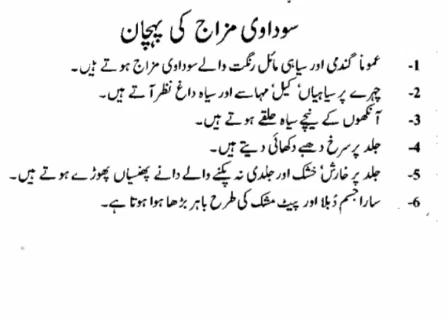 سوداوی مزاج کی پہچان
1- عموماً گندمی اور سیاہی مائل رنگت والے سوداوی مزاج ہوتے ہیں۔
2- چہرے پر سیاہیاں' کیل' مہاسے اور سیاہ داغ نظر آتے ہیں۔
3- آنکھوں کے نیچے سیاہ حلقے ہوتے ہیں۔
4- جلد پر سرخ دھبے دکھائی دیتے ہیں۔
5- جلد پر خارش' خشک اور جلدی نہ پکنے والے دانے پھنسیاں پھوڑے ہوتے ہیں۔
6- سارا جسم دُبلا اور پیٹ مشک کی طرح باہر بڑھا ہوا ہوتا ہے۔